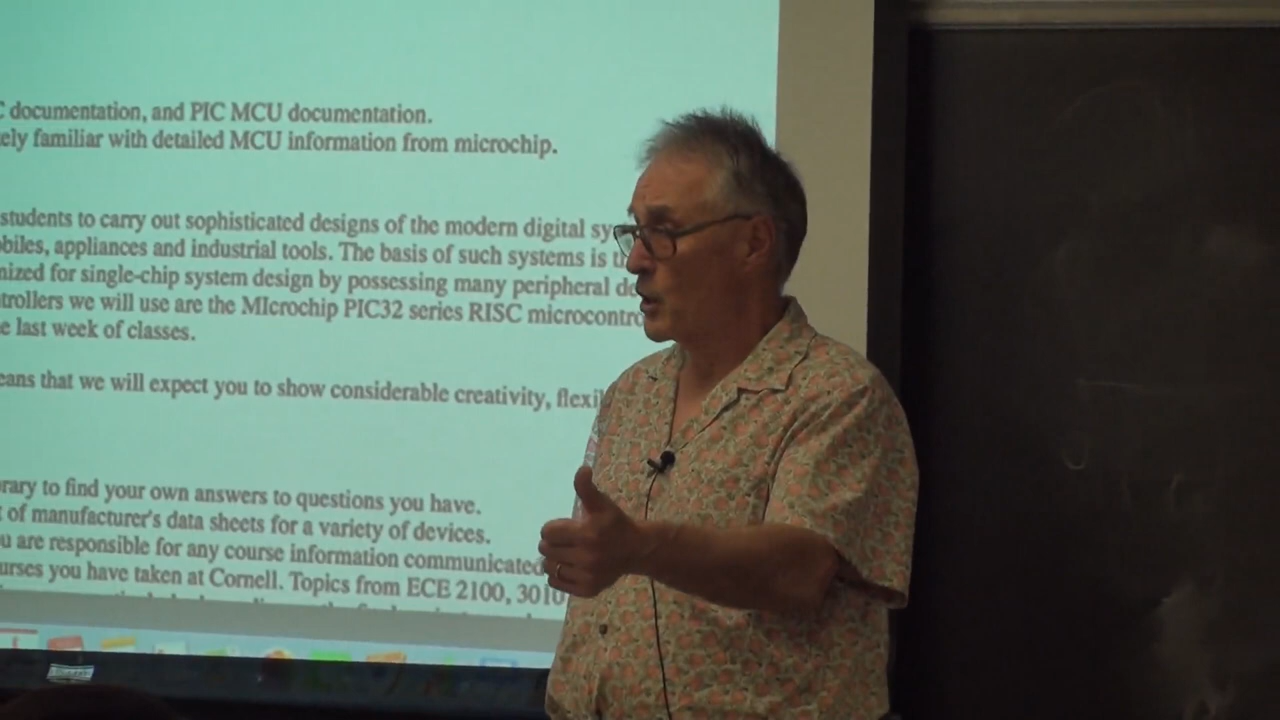 C documentation, and PIC MCU documentation.
ely familiar with detailed MCU information from microchip.
students to carry out sophisticated designs of the modern digital sy
biles, appliances and industrial tools. The basis of such systems is t
nized for single-chip system design by possessing many peripheral de
trollers we will use are the MIcrochip PIC32 series RISC microcontro
e last week of classes.
eans that we will expect you to show considerable creativity, flexi
rary to find your own answers to questions you have.
t of manufacturer's data sheets for a variety of devices.
u are responsible for any course information communicated
urses you have taken at Cornell. Topics from ECE 2100, 3010